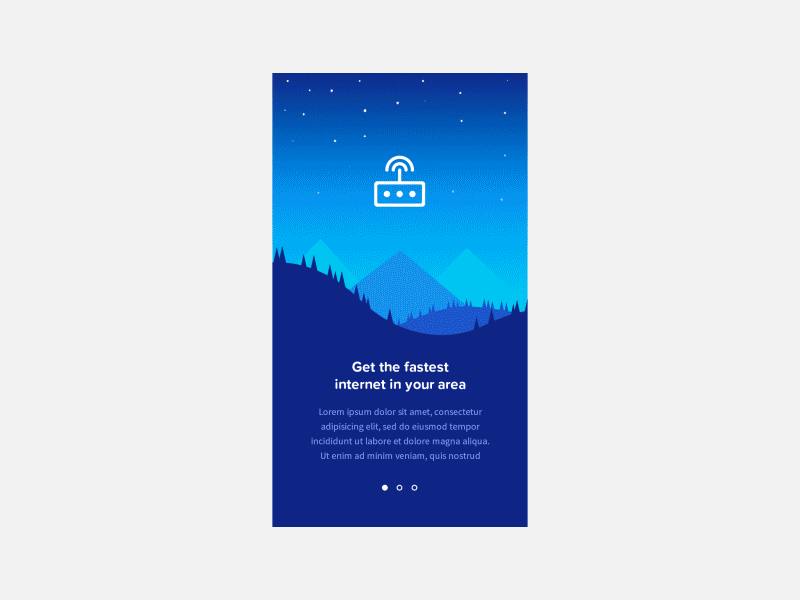 Get the fastest
internet in your area
Lorem ipsum dolor sit amet, consectetur
adipisicing elit, sed do eiusmod tempor
incididunt ut labore et dolore magna aliqua.
Ut enim ad minim veniam, quis nostrud